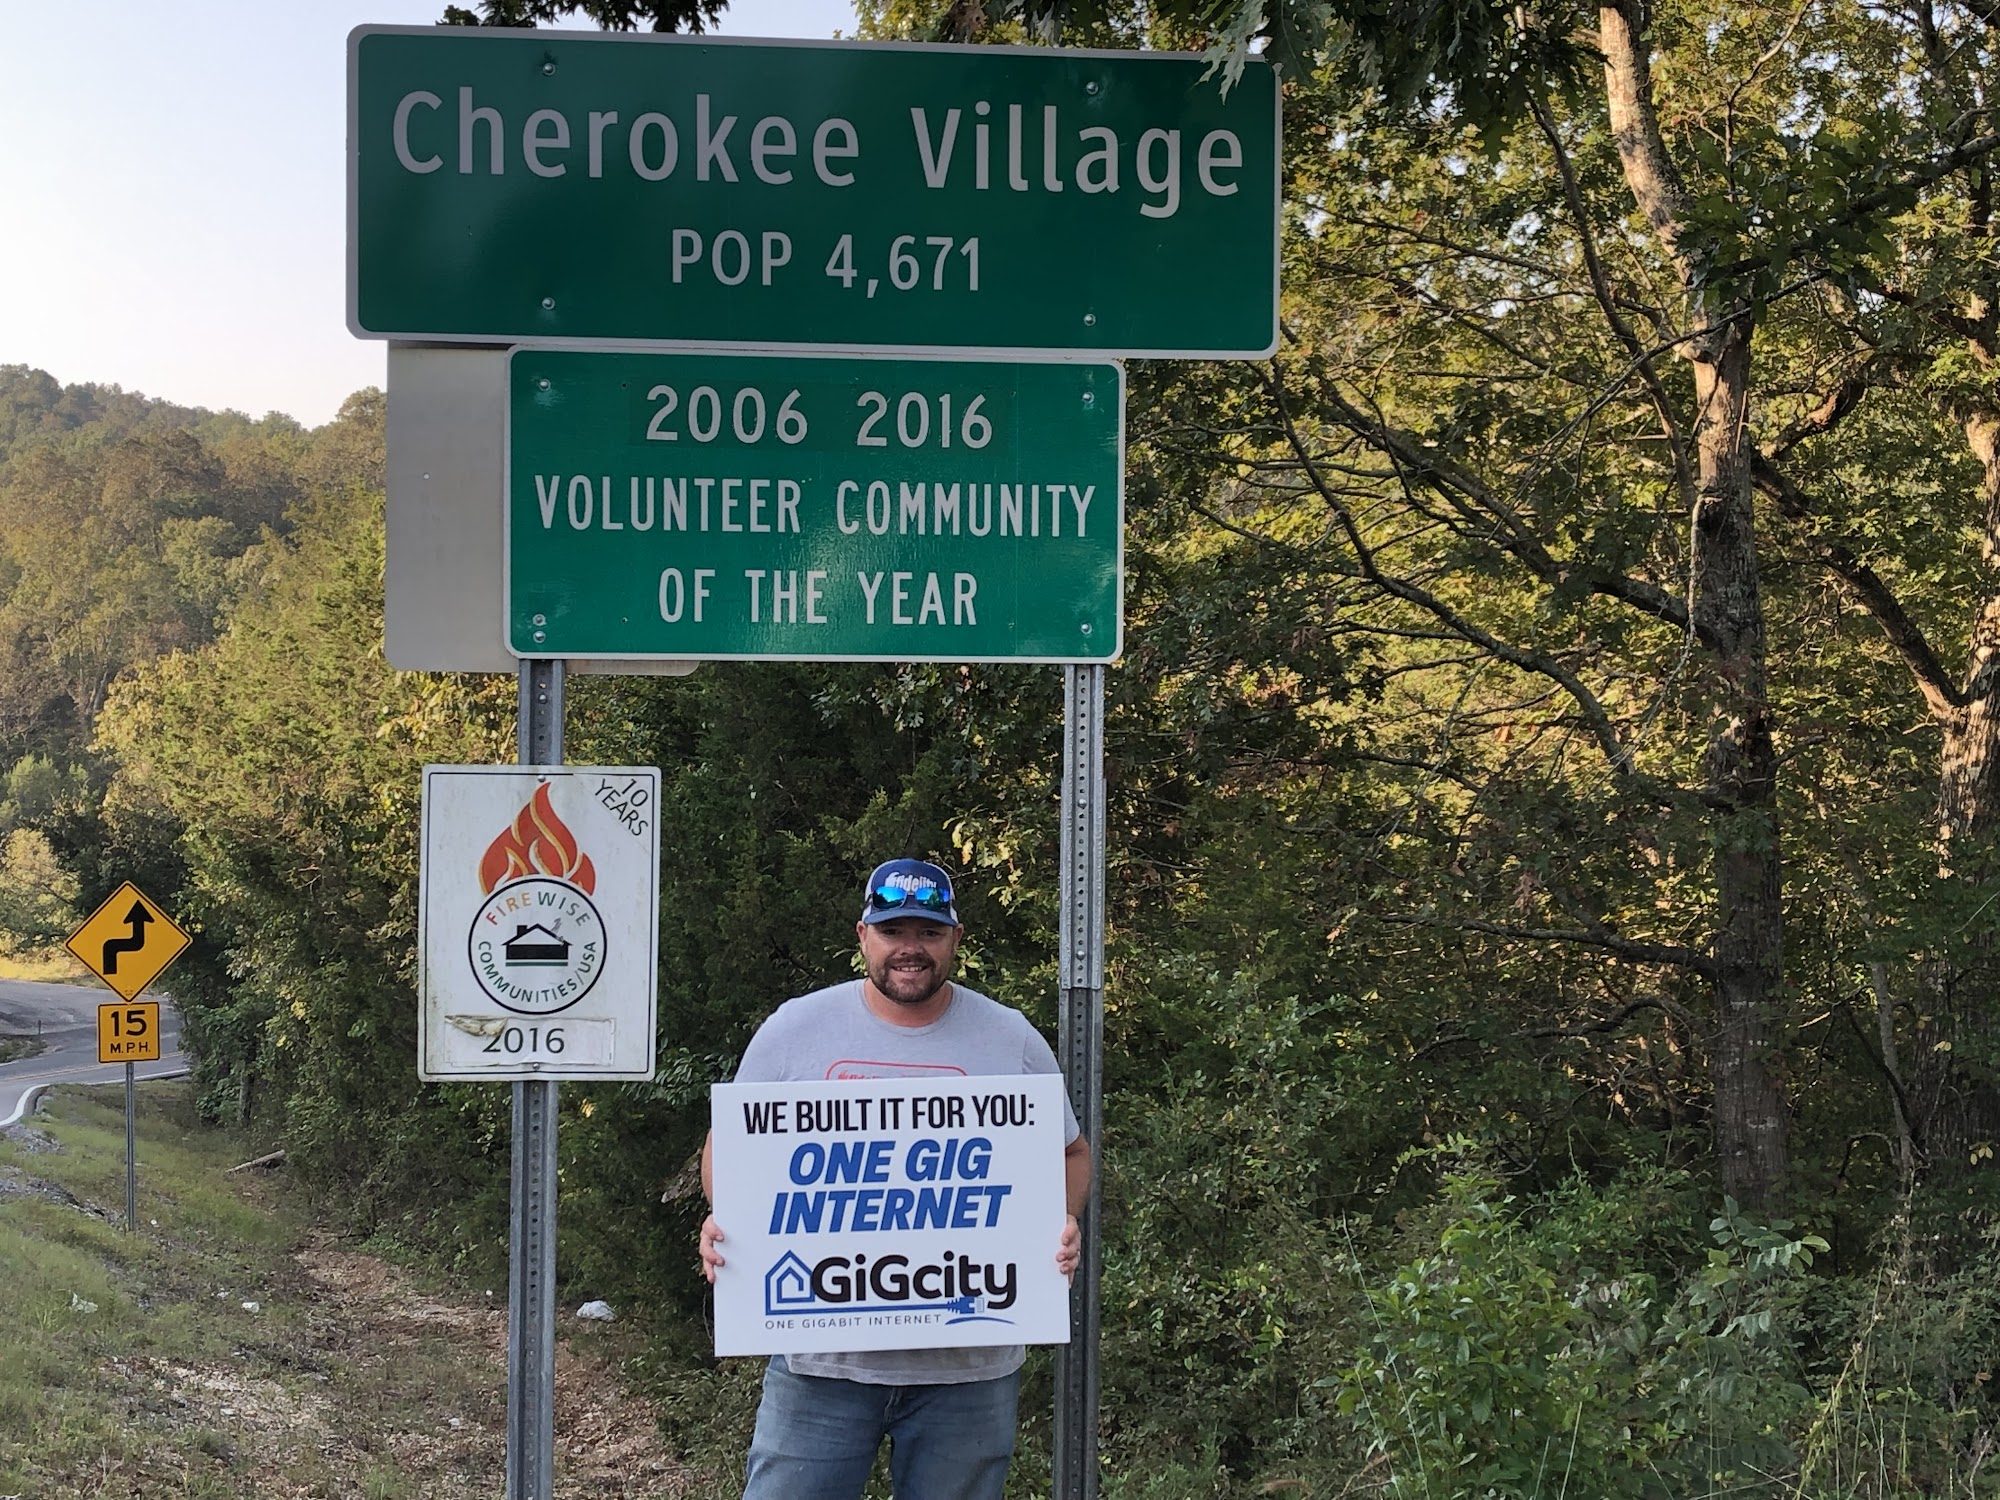 Cherokee Village
POP 4,671
2006 2016
VOLUNTEER COMMUNITY
OF THE YEAR
10
YEARS
FIREWISE
COMMUNITIES/USA
2016
15
M.P.H.
fidelity
WE BUILT IT FOR YOU:
ONE GIG
INTERNET
GiGcity
ONE GIGABIT INTERNET